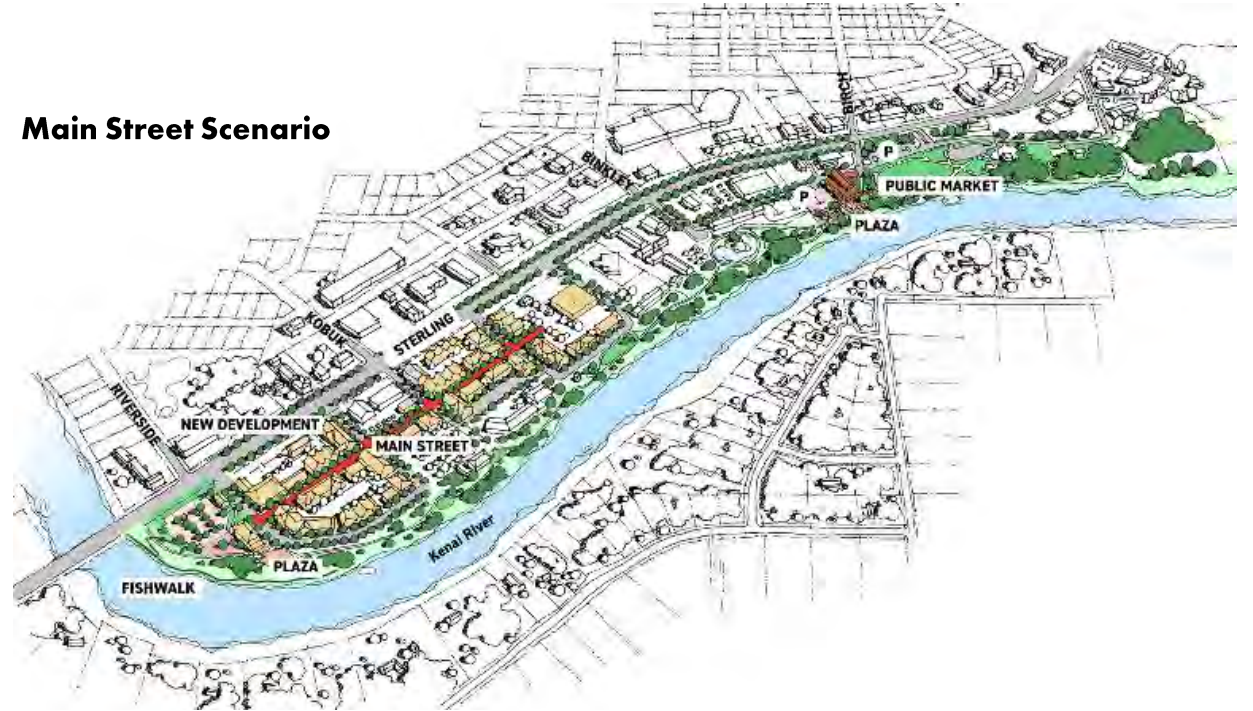 Main Street Scenario
BIRCH
P
BINKLEY
PUBLIC MARKET
P
PLAZA
KOBUK
STERLING
RIVERSIDE
NEW DEVELOPMENT
MAIN STREET
Kenai River
PLAZA
FISHWALK